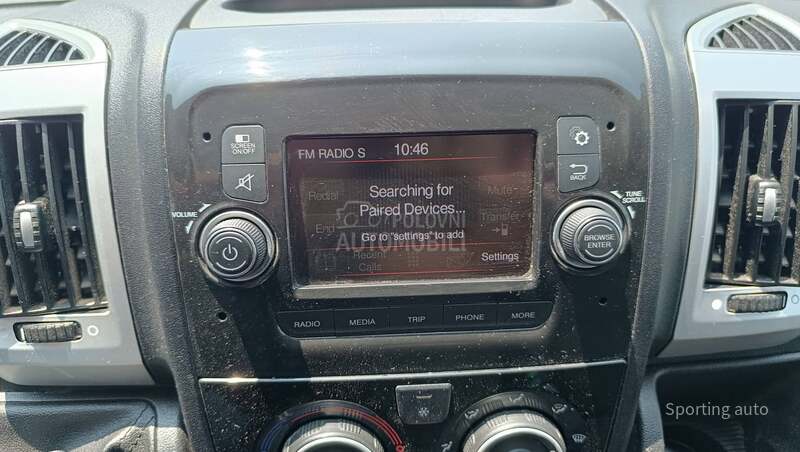 SCREEN
ON/OFF
FM RADIO S
10:46
BACK
Redial
Searching for
Paired Devices...
Mute
Transfer
End
Go to "settings" to add
Recent
Calls
Settings
VOLUME
TUNE
SCROLL
BROWSE
ENTER
RADIO
MEDIA
TRIP
PHONE
MORE
POLOVNI
AUTOMOBILI
Sporting auto